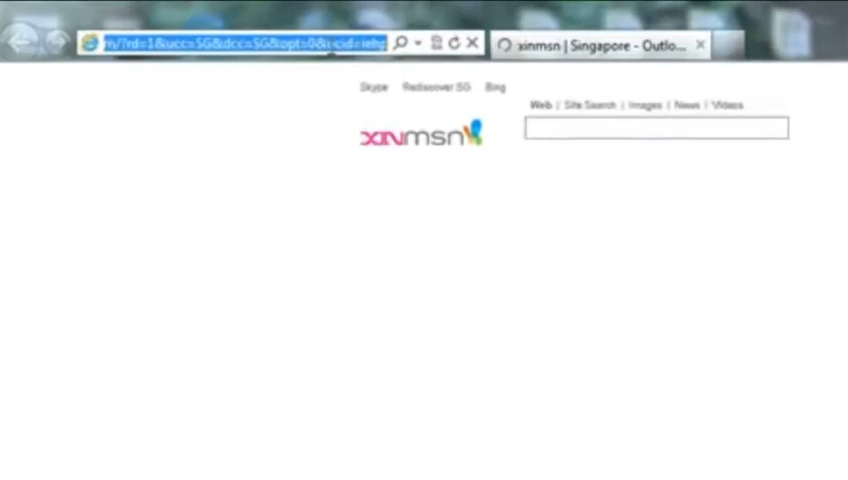 m/?rd=1&ucc=SG&dcc=SG&opt=0&ucid=iehp
xinmsn | Singapore - Outlo...
Skype Rediscover SG Bing
Web | Site Search | Images | News | Videos
xinmsn